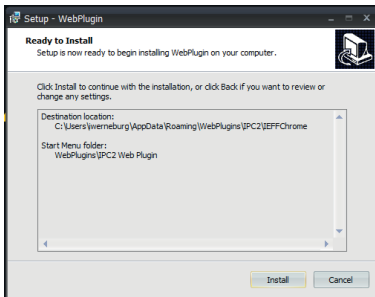 Setup - WebPlugin
Ready to Install
Setup is now ready to begin installing WebPlugin on your computer.
Click Install to continue with the installation, or click Back if you want to review or
change any settings.
Destination location:
C:\Users\jwerneburg\AppData\Roaming\WebPlugins\IPC2\IEFFChrome
Start Menu folder:
WebPlugins\IPC2 Web Plugin
Install
Cancel